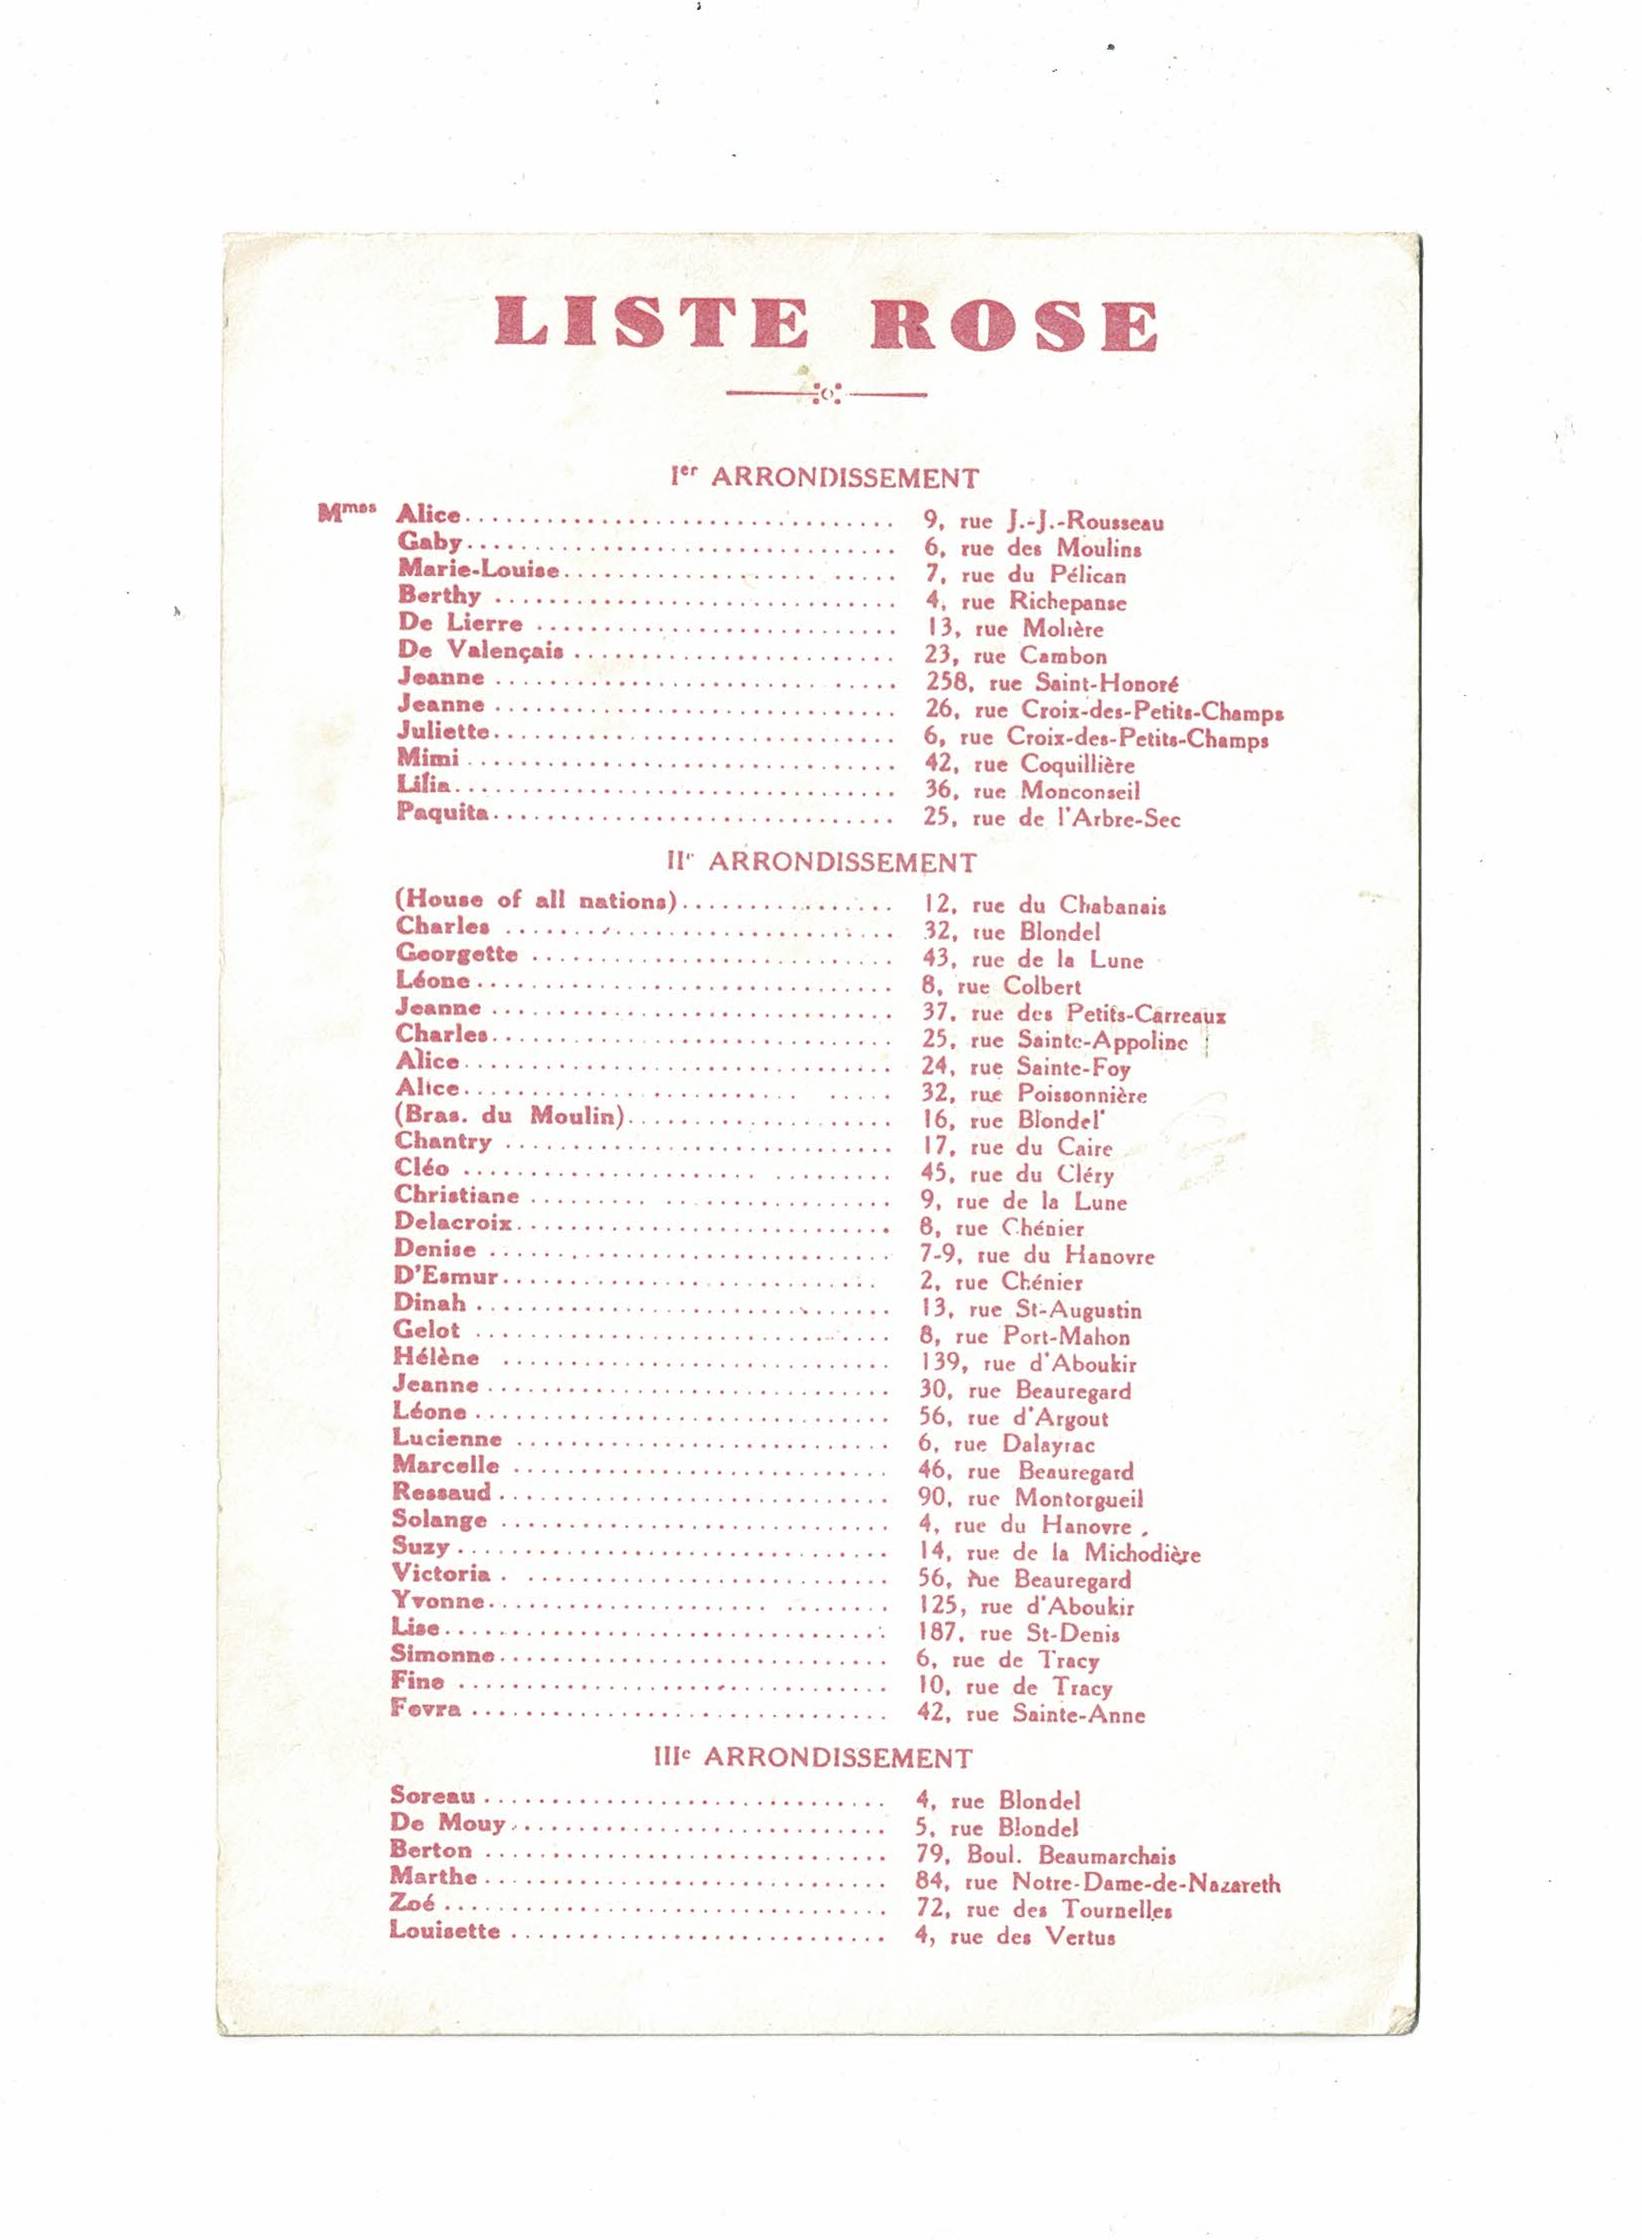 LISTE ROSE
Ier ARRONDISSEMENT
Mmes Alice................................ 9, rue J.-J.-Rousseau
Gaby................................ 6, rue des Moulins
Marie-Louise........................ 7, rue du Pélican
Berthy .............................. 4, rue Richepanse
De Lierre ........................... 13, rue Molière
De Valençais ........................ 23, rue Cambon
Jeanne .............................. 258, rue Saint-Honoré
Jeanne .............................. 26, rue Croix-des-Petits-Champs
Juliette.............................. 6, rue Croix-des-Petits-Champs
Mimi ................................ 42, rue Coquillière
Lilia................................. 36, rue Monconseil
Paquita.............................. 25, rue de l'Arbre-Sec
IIe ARRONDISSEMENT
(House of all nations)................ 12, rue du Chabanais
Charles ............................. 32, rue Blondel
Georgette ........................... 43, rue de la Lune
Léone ............................... 8, rue Colbert
Jeanne .............................. 37, rue des Petits-Carreaux
Charles.............................. 25, rue Sainte-Appoline
Alice................................ 24, rue Sainte-Foy
Alice................................ 32, rue Poissonnière
(Bras. du Moulin).................... 16, rue Blondel
Chantry ............................. 17, rue du Caire
Cléo ................................ 45, rue du Cléry
Christiane ........................... 9, rue de la Lune
Delacroix............................ 8, rue Chénier
Denise .............................. 7-9, rue du Hanovre
D'Esmur............................. 2, rue Chénier
Dinah ............................... 13, rue St-Augustin
Gelot ............................... 8, rue Port-Mahon
Hélène ............................. 139, rue d'Aboukir
Jeanne .............................. 30, rue Beauregard
Léone ............................... 56, rue d'Argout
Lucienne ............................ 6, rue Dalayrac
Marcelle ............................ 46, rue Beauregard
Ressaud ............................. 90, rue Montorgueil
Solange ............................. 4, rue du Hanovre
Suzy ................................ 14, rue de la Michodière
Victoria ............................. 56, rue Beauregard
Yvonne.............................. 125, rue d'Aboukir
Lise................................. 187, rue St-Denis
Simonne............................. 6, rue de Tracy
Fine ................................ 10, rue de Tracy
Fevra ............................... 42, rue Sainte-Anne
IIIe ARRONDISSEMENT
Soreau .............................. 4, rue Blondel
De Mouy............................ 5, rue Blondel
Berton .............................. 79, Boul. Beaumarchais
Marthe .............................. 84, rue Notre-Dame-de-Nazareth
Zoé ................................. 72, rue des Tournelles
Louisette ............................ 4, rue des Vertus